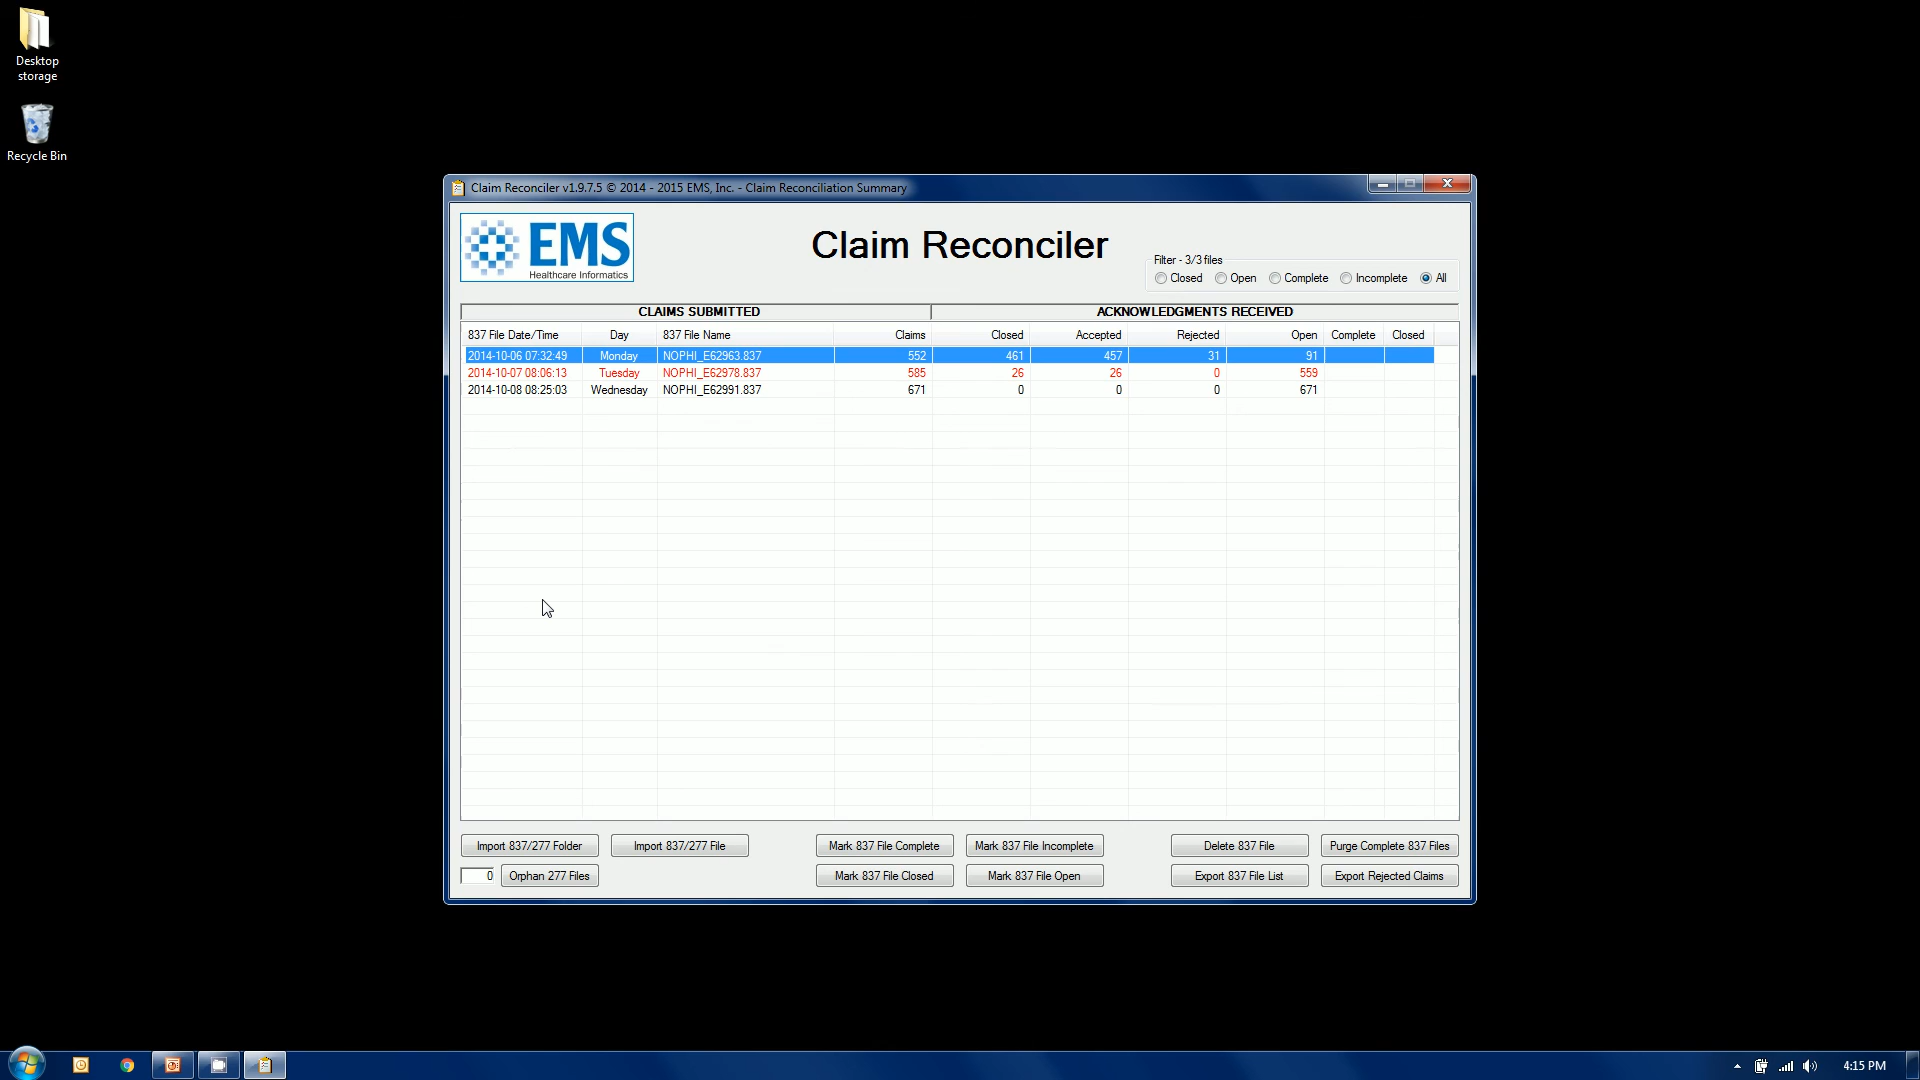 Desktop
storage
Recycle Bin
Claim Reconciler v1.9.7.5 © 2014 - 2015 EMS, Inc. - Claim Reconciliation Summary
EMS
Healthcare Informatics
Claim Reconciler
Filter - 3/3 files
Closed Open Complete Incomplete All
CLAIMS SUBMITTED ACKNOWLEDGMENTS RECEIVED
837 File Date/Time Day 837 File Name Claims Closed Accepted Rejected Open Complete Closed
2014-10-06 07:32:49 Monday NOPHI_E62963.837 552 461 457 31 91
2014-10-07 08:06:13 Tuesday NOPHI_E62978.837 585 26 26 0 559
2014-10-08 08:25:03 Wednesday NOPHI_E62991.837 671 0 0 0 671
Import 837/277 Folder Import 837/277 File Mark 837 File Complete Mark 837 File Incomplete Delete 837 File Purge Complete 837 Files
0 Orphan 277 Files Mark 837 File Closed Mark 837 File Open Export 837 File List Export Rejected Claims
4:15 PM